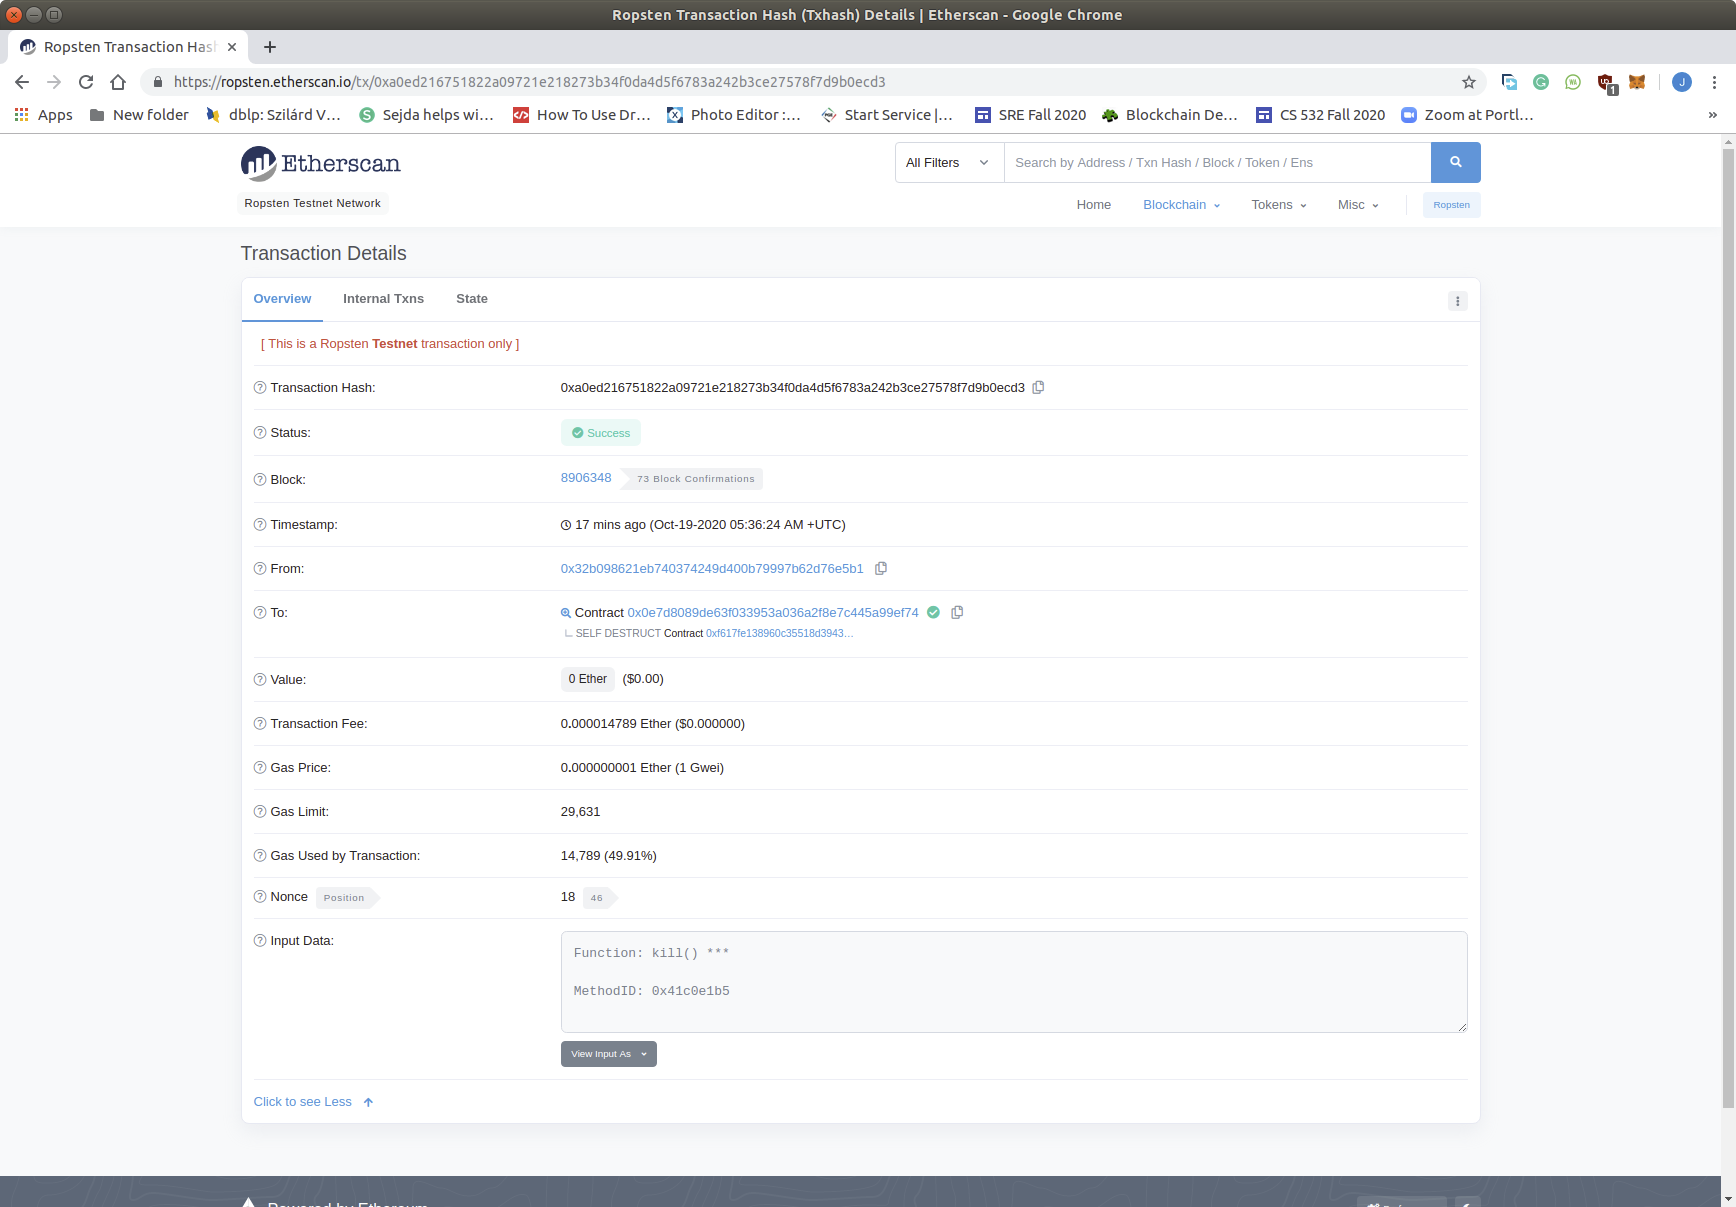 Ropsten Transaction Hash (Txhash) Details | Etherscan - Google Chrome
Ropsten Transaction Has
https://ropsten.etherscan.io/tx/0xa0ed216751822a09721e218273b34f0da4d5f6783a242b3ce27578f7d9b0ecd3
1
J
Apps New folder dblp: Szilárd V... Sejda helps wi... How To Use Dr... Photo Editor :... Start Service |... SRE Fall 2020 Blockchain De... CS 532 Fall 2020 Zoom at Portl... »
Etherscan
All Filters Search by Address / Txn Hash / Block / Token / Ens
Ropsten Testnet Network
Home Blockchain Tokens Misc Ropsten
Transaction Details
Overview Internal Txns State
[ This is a Ropsten Testnet transaction only ]
Transaction Hash: 0xa0ed216751822a09721e218273b34f0da4d5f6783a242b3ce27578f7d9b0ecd3
Status: Success
Block: 8906348 73 Block Confirmations
Timestamp: 17 mins ago (Oct-19-2020 05:36:24 AM +UTC)
From: 0x32b098621eb740374249d400b79997b62d76e5b1
To: Contract 0x0e7d8089de63f033953a036a2f8e7c445a99ef74
SELF DESTRUCT Contract 0xf617fe138960c35518d3943…
Value: 0 Ether ($0.00)
Transaction Fee: 0.000014789 Ether ($0.000000)
Gas Price: 0.000000001 Ether (1 Gwei)
Gas Limit: 29,631
Gas Used by Transaction: 14,789 (49.91%)
Nonce Position 18 46
Input Data: Function: kill() ***
MethodID: 0x41c0e1b5
View Input As
Click to see Less
Powered by Ethereum